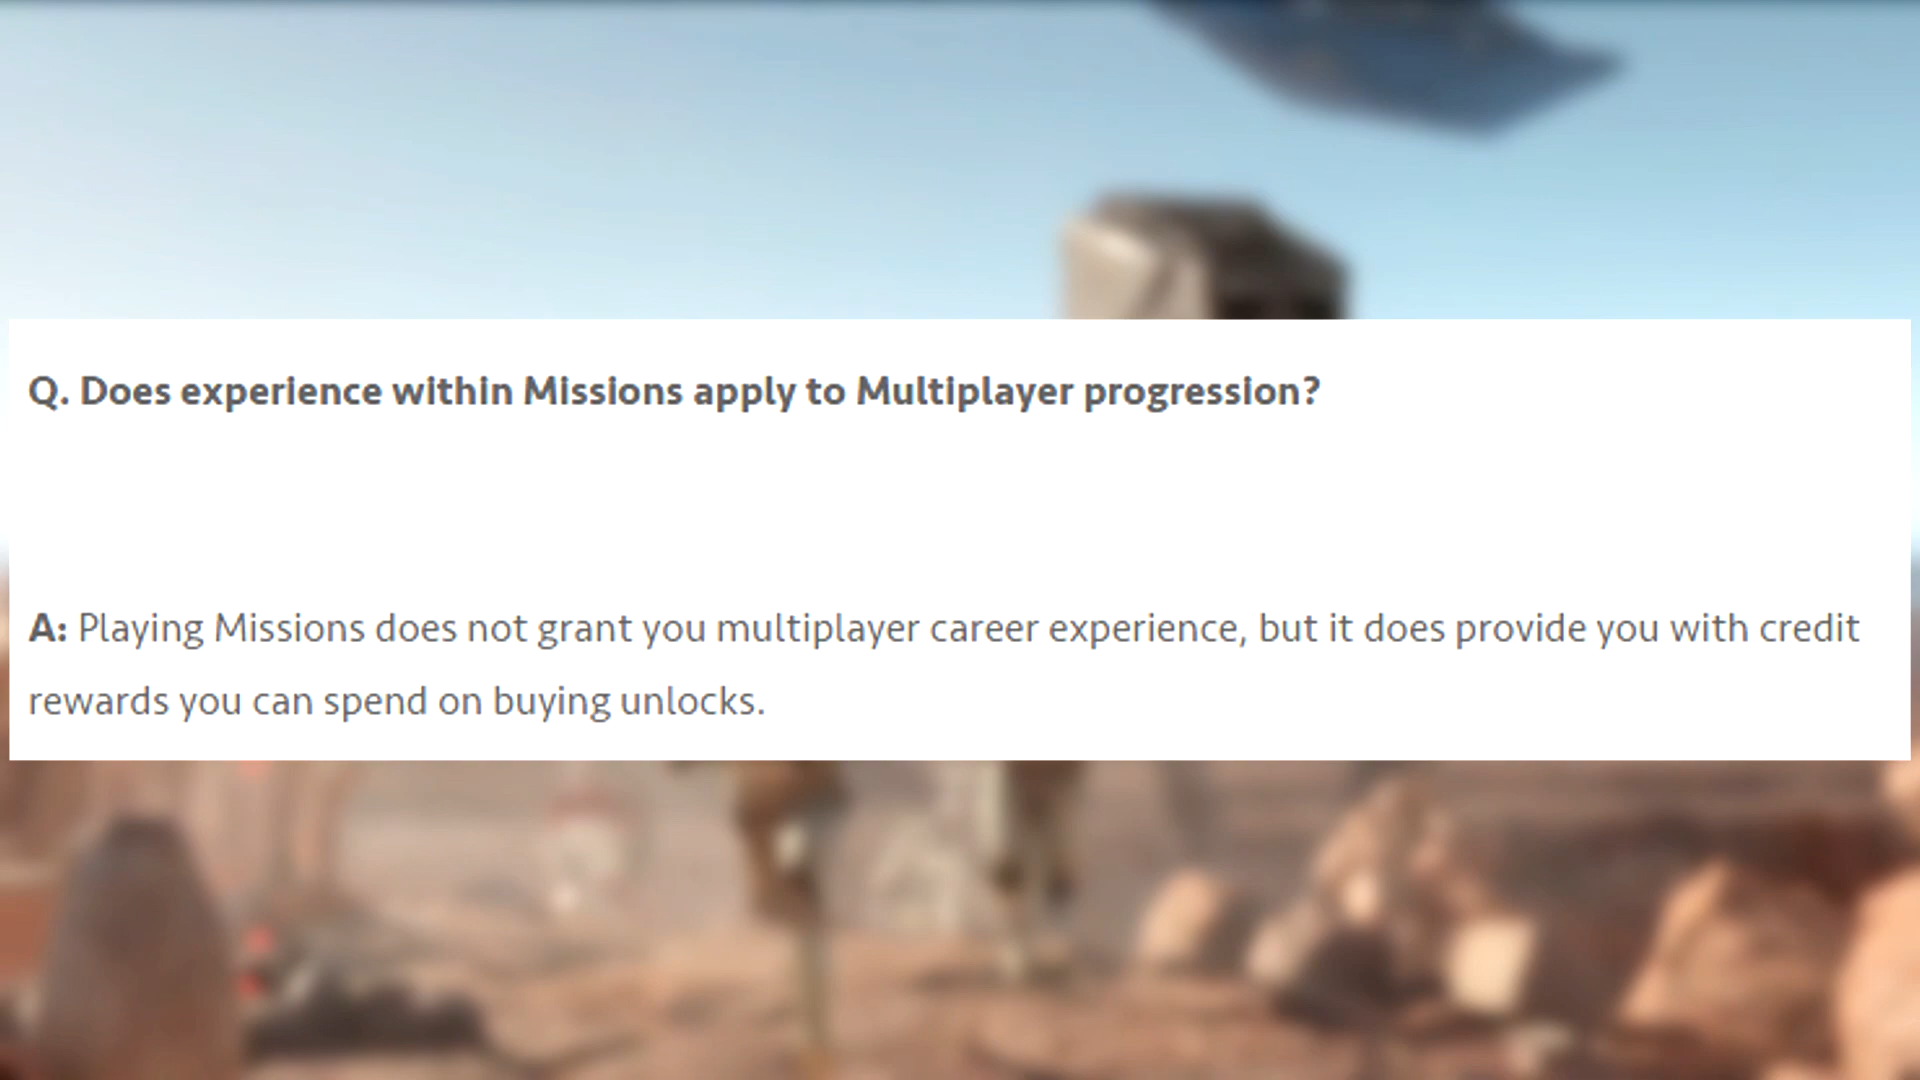 Q. Does experience within Missions apply to Multiplayer progression?
A: Playing Missions does not grant you multiplayer career experience, but it does provide you with credit
rewards you can spend on buying unlocks.